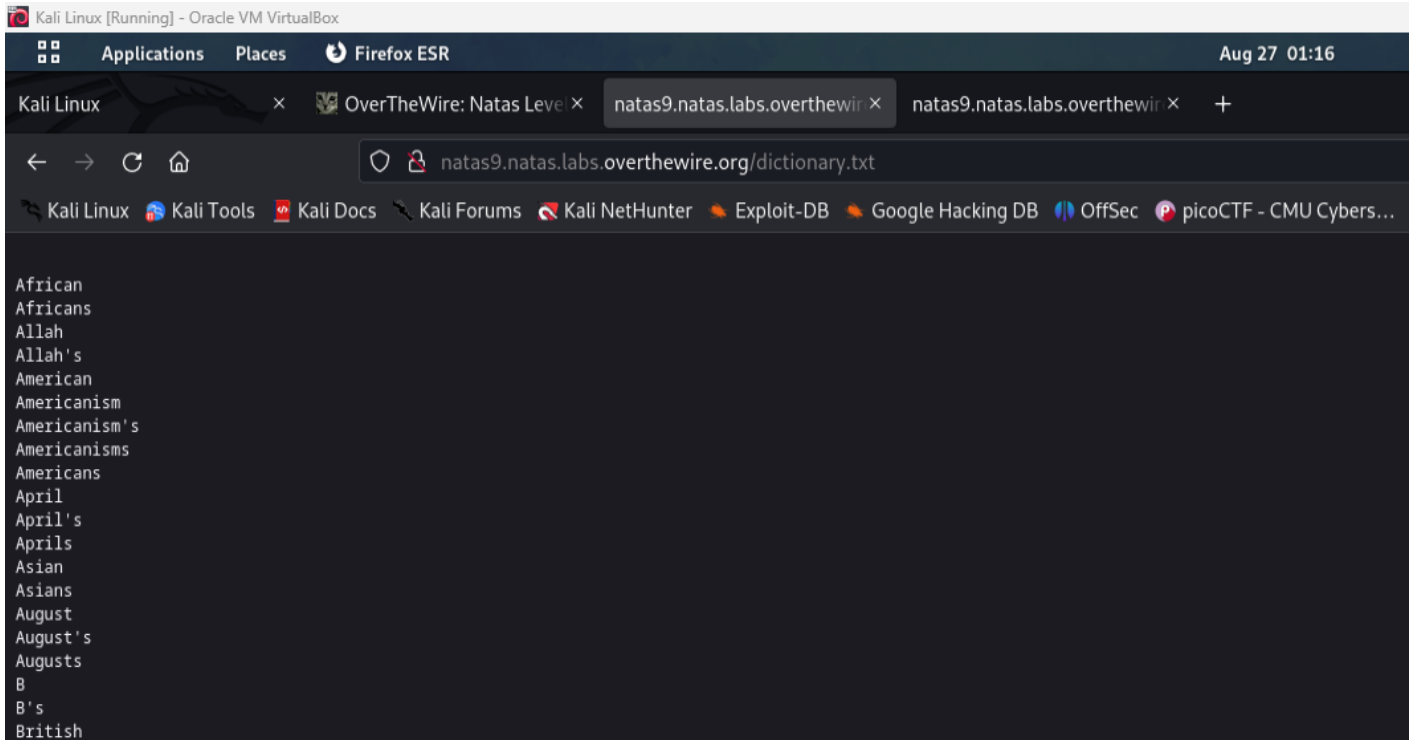 Kali Linux [Running] - Oracle VM VirtualBox
Applications Places Firefox ESR Aug 27 01:16
Kali Linux × OverTheWire: Natas Level × natas9.natas.labs.overthewir × natas9.natas.labs.overthewir × +
natas9.natas.labs.overthewire.org/dictionary.txt
Kali Linux Kali Tools Kali Docs Kali Forums Kali NetHunter Exploit-DB Google Hacking DB OffSec picoCTF - CMU Cybers...
African
Africans
Allah
Allah's
American
Americanism
Americanism's
Americanisms
Americans
April
April's
Aprils
Asian
Asians
August
August's
Augusts
B
B's
British